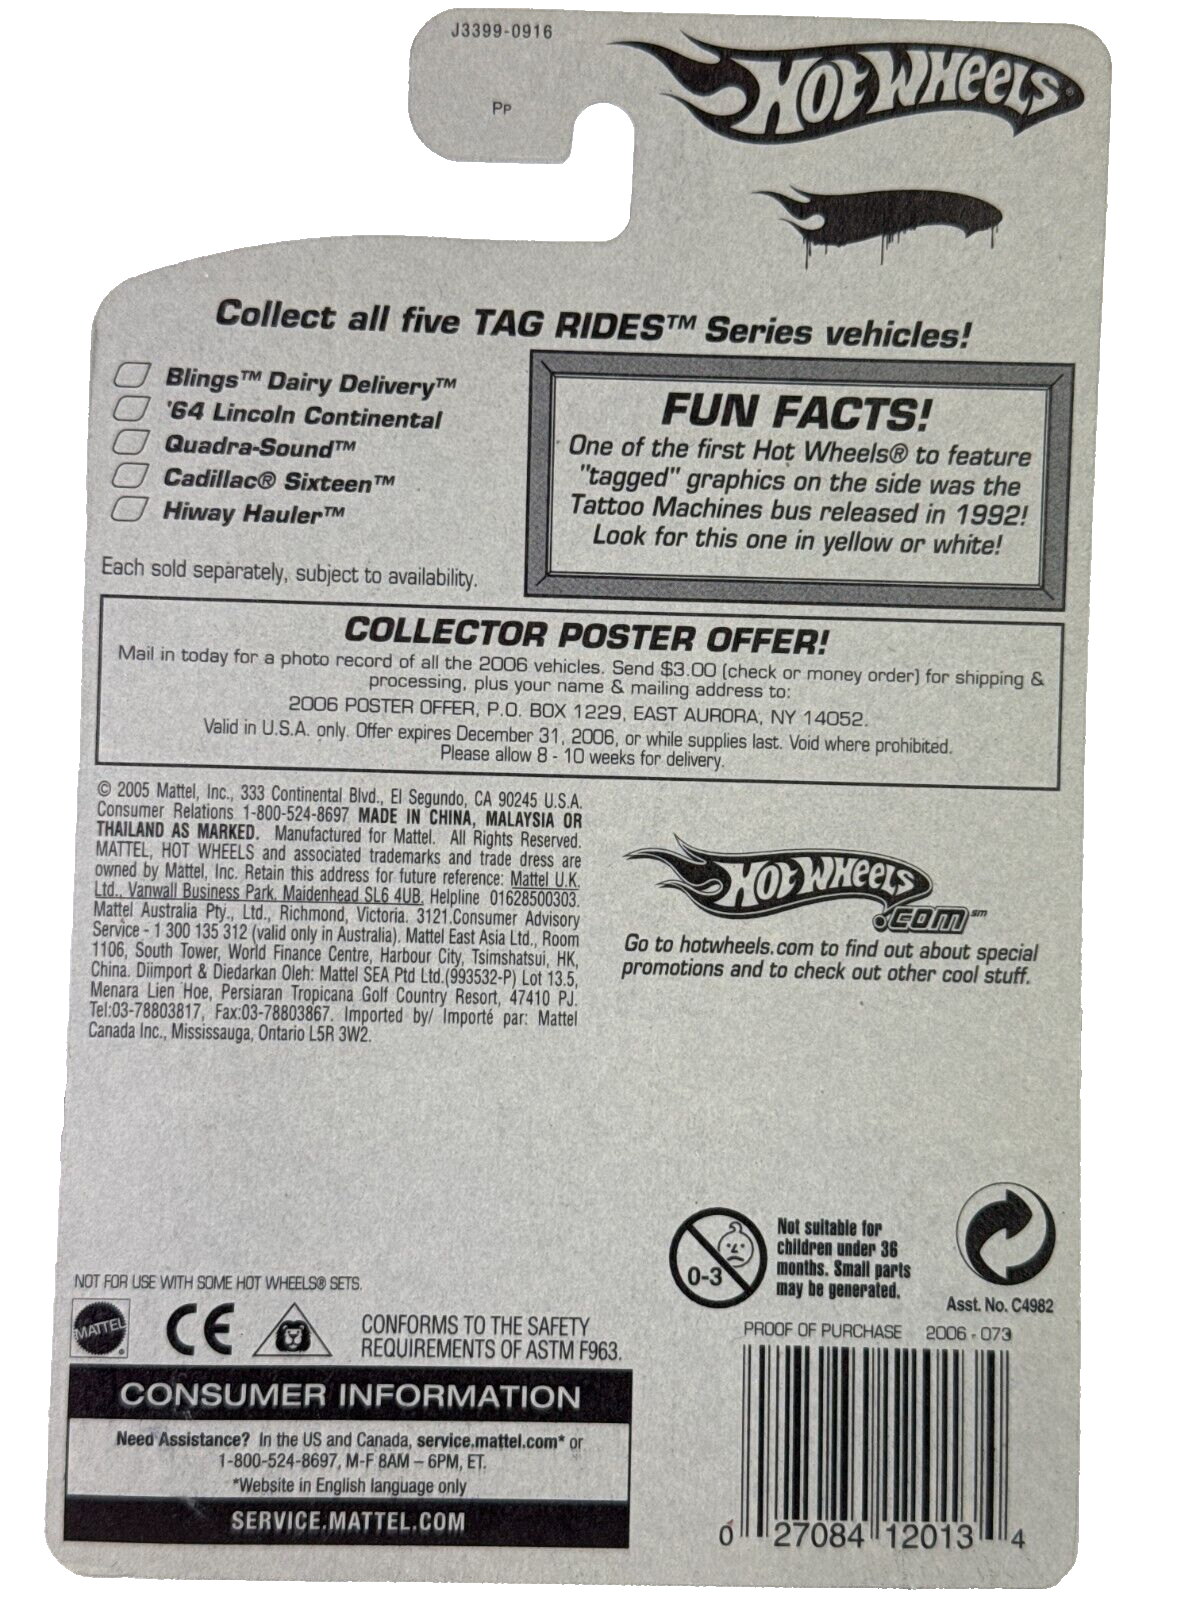 J3399-0916
Pp
HOT WHEELS®
Collect all five TAG RIDES™ Series vehicles!
Blings™ Dairy Delivery™
'64 Lincoln Continental
Quadra-Sound™
Cadillac® Sixteen™
Hiway Hauler™
Each sold separately, subject to availability.
FUN FACTS!
One of the first Hot Wheels® to feature
"tagged" graphics on the side was the
Tattoo Machines bus released in 1992!
Look for this one in yellow or white!
COLLECTOR POSTER OFFER!
Mail in today for a photo record of all the 2006 vehicles. Send $3.00 (check or money order) for shipping &
processing, plus your name & mailing address to:
2006 POSTER OFFER, P.O. BOX 1229, EAST AURORA, NY 14052.
Valid in U.S.A. only. Offer expires December 31, 2006, or while supplies last. Void where prohibited.
Please allow 8 - 10 weeks for delivery.
© 2005 Mattel, Inc., 333 Continental Blvd., El Segundo, CA 90245 U.S.A.
Consumer Relations 1-800-524-8697 MADE IN CHINA, MALAYSIA OR
THAILAND AS MARKED. Manufactured for Mattel. All Rights Reserved.
MATTEL, HOT WHEELS and associated trademarks and trade dress are
owned by Mattel, Inc. Retain this address for future reference: Mattel U.K.
Ltd., Vanwall Business Park, Maidenhead SL6 4UB. Helpline 01628500303.
Mattel Australia Pty., Ltd., Richmond, Victoria. 3121.Consumer Advisory
Service - 1 300 135 312 (valid only in Australia). Mattel East Asia Ltd., Room
1106, South Tower, World Finance Centre, Harbour City, Tsimshatsui, HK,
China. Diimport & Diedarkan Oleh: Mattel SEA Ptd Ltd.(993532-P) Lot 13.5,
Menara Lien Hoe, Persiaran Tropicana Golf Country Resort, 47410 PJ.
Tel:03-78803817, Fax:03-78803867. Imported by/ Importé par: Mattel
Canada Inc., Mississauga, Ontario L5R 3W2.
HOT WHEELS
.com℠
Go to hotwheels.com to find out about special
promotions and to check out other cool stuff.
0-3
Not suitable for
children under 36
months. Small parts
may be generated.
Asst. No. C4982
NOT FOR USE WITH SOME HOT WHEELS® SETS.
MATTEL®
CE
CONFORMS TO THE SAFETY
REQUIREMENTS OF ASTM F963.
CONSUMER INFORMATION
Need Assistance? In the US and Canada, service.mattel.com* or
1-800-524-8697, M-F 8AM – 6PM, ET.
*Website in English language only
SERVICE.MATTEL.COM
PROOF OF PURCHASE 2006 - 073
0 27084 12013 4